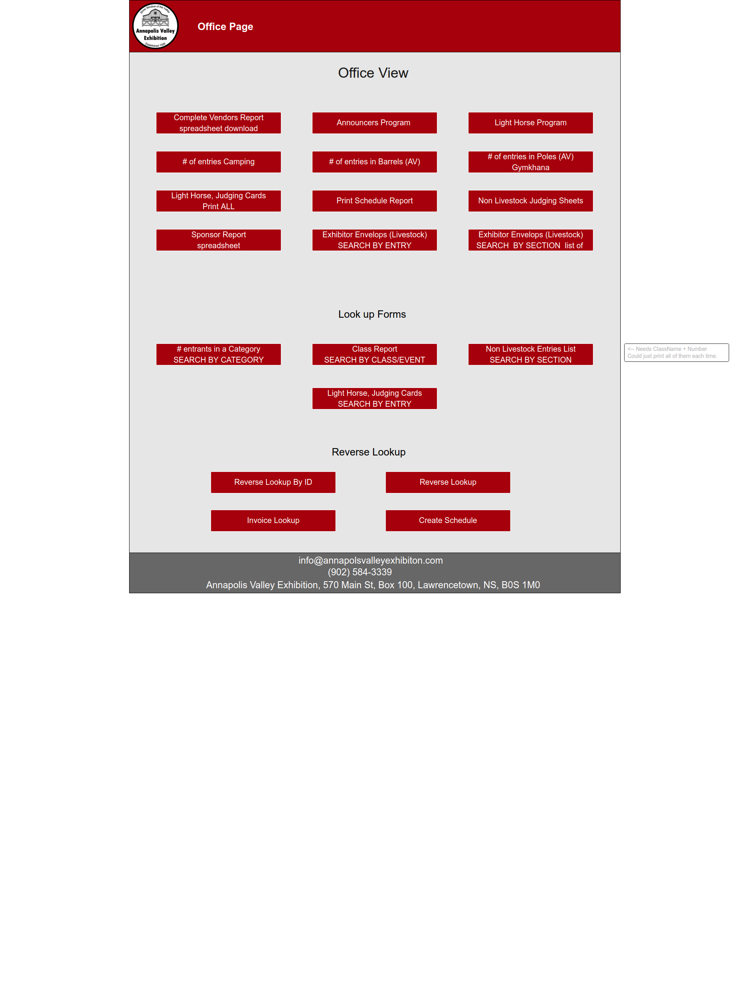 Show Window of the Valley
Annapolis Valley
Exhibition
Established 1926
Office Page
Office View
Complete Vendors Report
spreadsheet download
Announcers Program
Light Horse Program
# of entries Camping
# of entries in Barrels (AV)
# of entries in Poles (AV)
Gymkhana
Light Horse, Judging Cards
Print ALL
Print Schedule Report
Non Livestock Judging Sheets
Sponsor Report
spreadsheet
Exhibitor Envelops (Livestock)
SEARCH BY ENTRY
Exhibitor Envelops (Livestock)
SEARCH  BY SECTION  list of
Look up Forms
# entrants in a Category
SEARCH BY CATEGORY
Class Report
SEARCH BY CLASS/EVENT
Non Livestock Entries List
SEARCH BY SECTION
<-- Needs ClassName + Number
Could just print all of them each time.
Light Horse, Judging Cards
SEARCH BY ENTRY
Reverse Lookup
Reverse Lookup By ID
Reverse Lookup
Invoice Lookup
Create Schedule
info@annapolsvalleyexhibiton.com
(902) 584-3339
Annapolis Valley Exhibition, 570 Main St, Box 100, Lawrencetown, NS, B0S 1M0